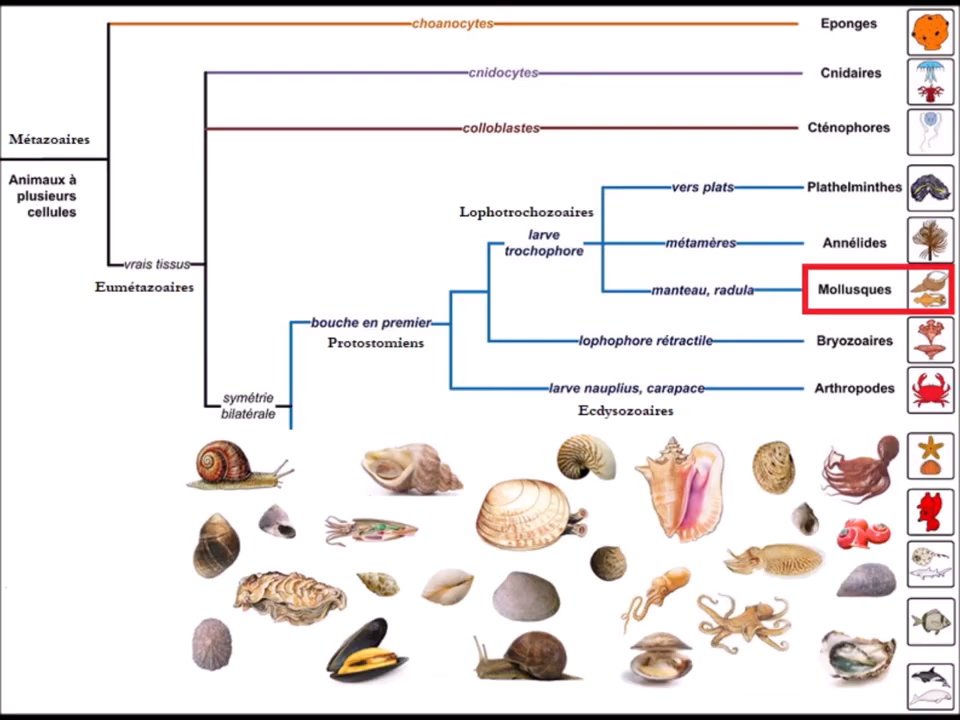 choanocytes Eponges
cnidocytes Cnidaires
colloblastes Cténophores
Métazoaires
Animaux à
plusieurs
cellules
vers plats Plathelminthes
Lophotrochozoaires
larve
trochophore
métamères Annélides
vrais tissus
Eumétazoaires
manteau, radula Mollusques
bouche en premier
Protostomiens
lophophore rétractile Bryozoaires
larve nauplius, carapace Arthropodes
Ecdysozoaires
symétrie
bilatérale